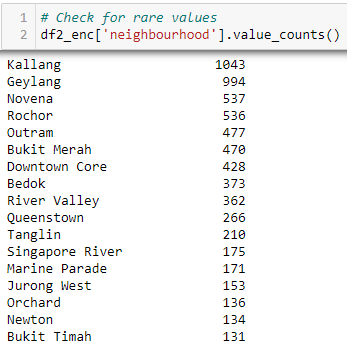 1 # Check for rare values
2 df2_enc['neighbourhood'].value_counts()
Kallang 1043
Geylang 994
Novena 537
Rochor 536
Outram 477
Bukit Merah 470
Downtown Core 428
Bedok 373
River Valley 362
Queenstown 266
Tanglin 210
Singapore River 175
Marine Parade 171
Jurong West 153
Orchard 136
Newton 134
Bukit Timah 131